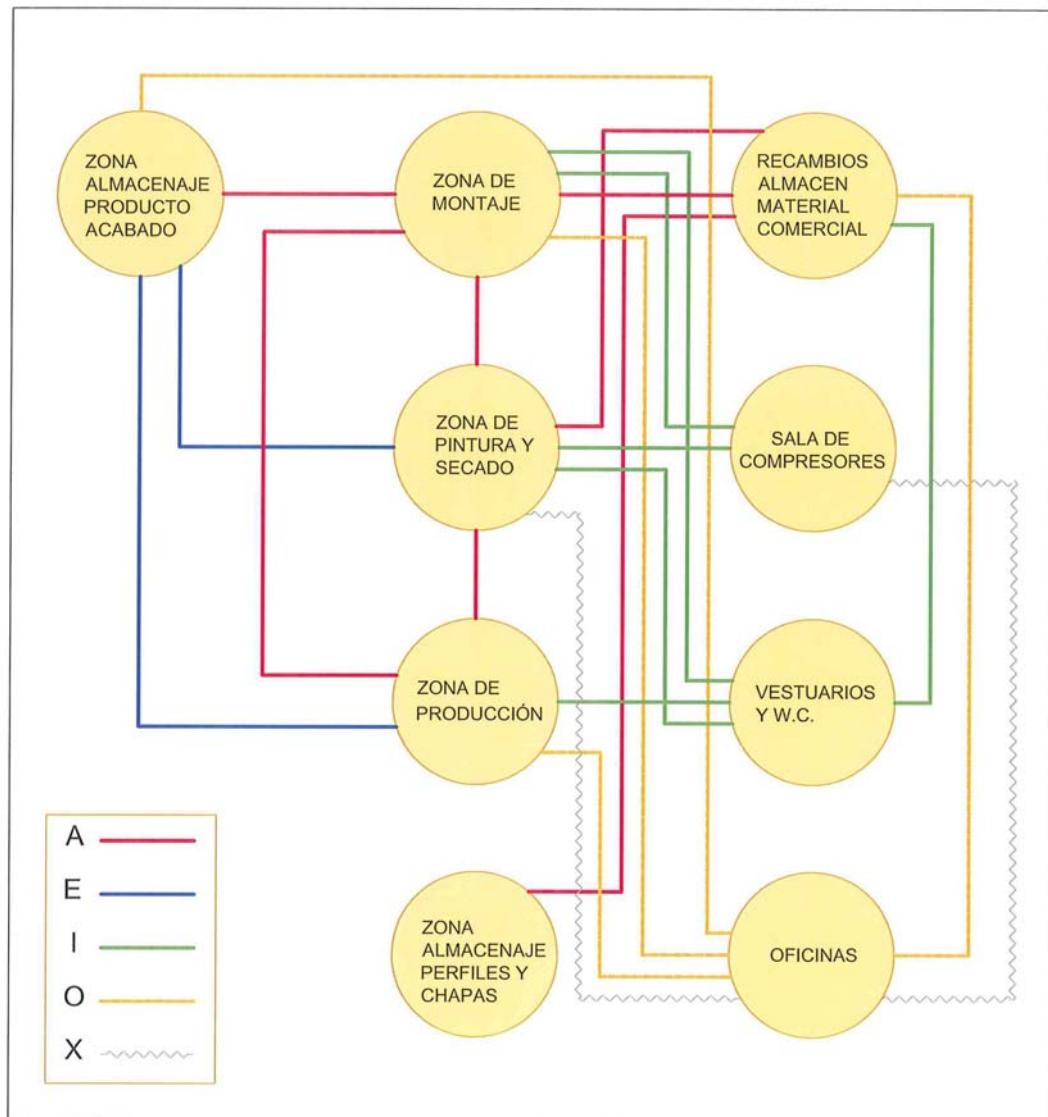 ZONA
ALMACENAJE
PRODUCTO
ACABADO
ZONA DE
MONTAJE
RECAMBIOS
ALMACEN
MATERIAL
COMERCIAL
ZONA DE
PINTURA Y
SECADO
SALA DE
COMPRESORES
ZONA DE
PRODUCCIÓN
VESTUARIOS
Y W.C.
ZONA
ALMACENAJE
PERFILES Y
CHAPAS
OFICINAS
A
E
I
O
X